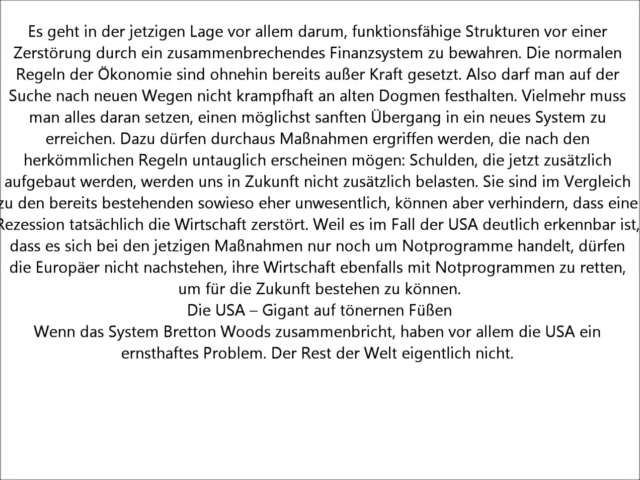 Es geht in der jetzigen Lage vor allem darum, funktionsfähige Strukturen vor einer
Zerstörung durch ein zusammenbrechendes Finanzsystem zu bewahren. Die normalen
Regeln der Ökonomie sind ohnehin bereits außer Kraft gesetzt. Also darf man auf der
Suche nach neuen Wegen nicht krampfhaft an alten Dogmen festhalten. Vielmehr muss
man alles daran setzen, einen möglichst sanften Übergang in ein neues System zu
erreichen. Dazu dürfen durchaus Maßnahmen ergriffen werden, die nach den
herkömmlichen Regeln untauglich erscheinen mögen: Schulden, die jetzt zusätzlich
aufgebaut werden, werden uns in Zukunft nicht zusätzlich belasten. Sie sind im Vergleich
zu den bereits bestehenden sowieso eher unwesentlich, können aber verhindern, dass eine
Rezession tatsächlich die Wirtschaft zerstört. Weil es im Fall der USA deutlich erkennbar ist,
dass es sich bei den jetzigen Maßnahmen nur noch um Notprogramme handelt, dürfen
die Europäer nicht nachstehen, ihre Wirtschaft ebenfalls mit Notprogrammen zu retten,
um für die Zukunft bestehen zu können.
Die USA – Gigant auf tönernen Füßen
Wenn das System Bretton Woods zusammenbricht, haben vor allem die USA ein
ernsthaftes Problem. Der Rest der Welt eigentlich nicht.